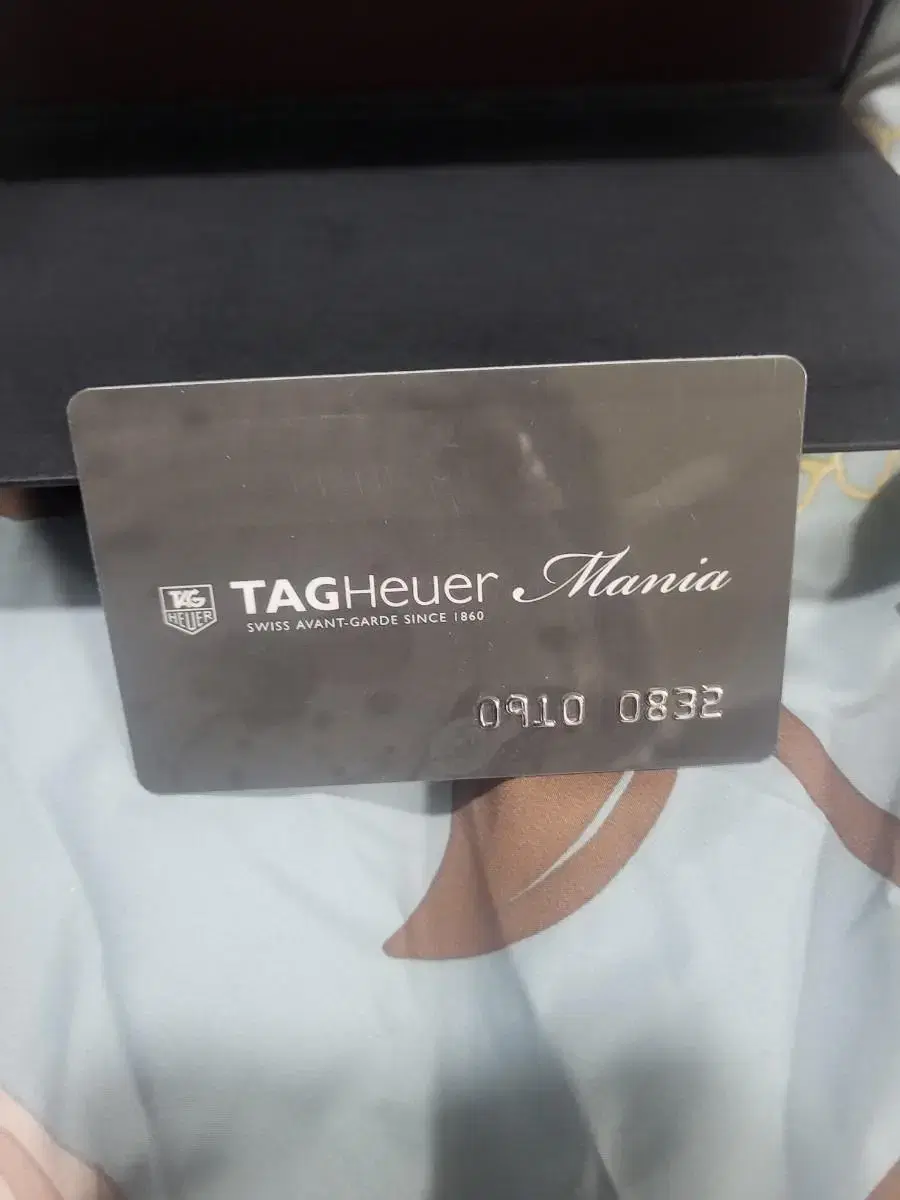 TAG HEUER TAGHeuer Mania
SWISS AVANT-GARDE SINCE 1860
0910 0832